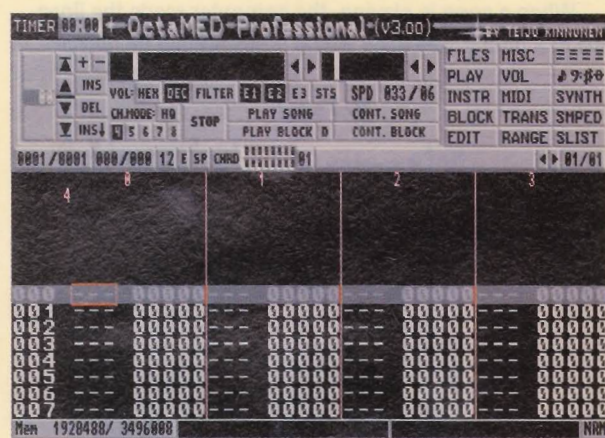 TIMER 00:00 OctaMED Professional (v3.00) BY TEIJO KINNUNEN
FILES MISC
+ -
PLAY VOL
INS
VOL: HEX DEC FILTER E1 E2 E3 STS SPD 033/06
INSTR MIDI SYNTH
DEL
CH.MODE: HQ STOP PLAY SONG CONT. SONG
BLOCK TRANS SMPED
INS 4 5 6 7 8 PLAY BLOCK D CONT. BLOCK
EDIT RANGE SLIST
0001/0001 000/000 12 E SP CHRD 01 01/01
4 0 1 2 3
000 --- 00000 --- 00000 --- 00000 --- 00000
001 --- 00000 --- 00000 --- 00000 --- 00000
002 --- 00000 --- 00000 --- 00000 --- 00000
003 --- 00000 --- 00000 --- 00000 --- 00000
004 --- 00000 --- 00000 --- 00000 --- 00000
005 --- 00000 --- 00000 --- 00000 --- 00000
006 --- 00000 --- 00000 --- 00000 --- 00000
007 --- 00000 --- 00000 --- 00000 --- 00000
Mem 1920488/ 3496008 NRM